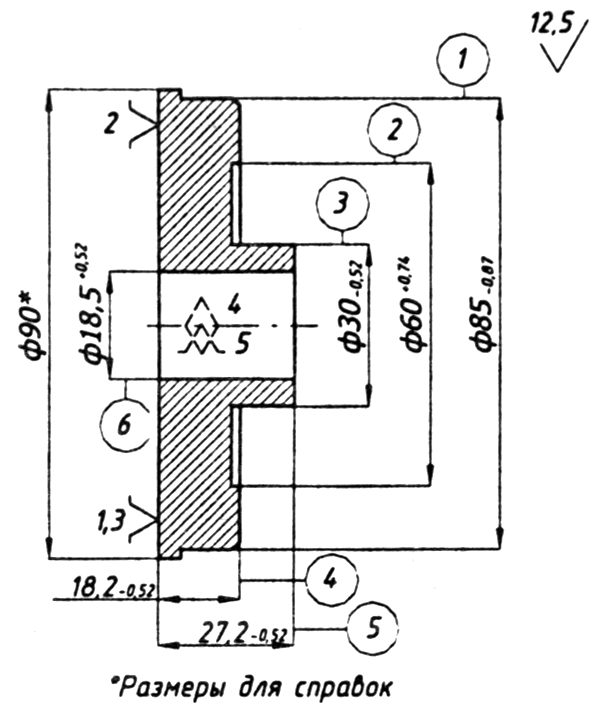 12,5
1
2
2
3
ф90*
ф18,5+0,52
4
5
ф30-0,52
ф60+0,74
ф85-0,87
6
1,3
18,2-0,52
4
27,2-0,52
5
*Размеры для справок